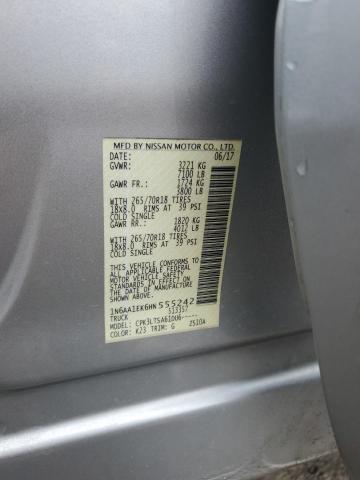 MFD BY NISSAN MOTOR CO., LTD.
DATE: 06/17
GVWR: 3221 KG
7100 LB
GAWR FR.: 1724 KG
3800 LB
WITH 265/70R18 TIRES
18X8.0 RIMS AT 39 PSI
COLD SINGLE
GAWR RR.: 1820 KG
4012 LB
WITH 265/70R18 TIRES
18X8.0 RIMS AT 39 PSI
COLD SINGLE
THIS VEHICLE CONFORMS TO ALL
APPLICABLE FEDERAL MOTOR
VEHICLE SAFETY STANDARDS IN
EFFECT ON THE DATE OF
MANUFACTURE SHOWN ABOVE.
1N6AA1EK6HN555242
TRUCK 513357
MODEL: CPK3LTSA61DU6-----
COLOR: K23 TRIM: G Z510A